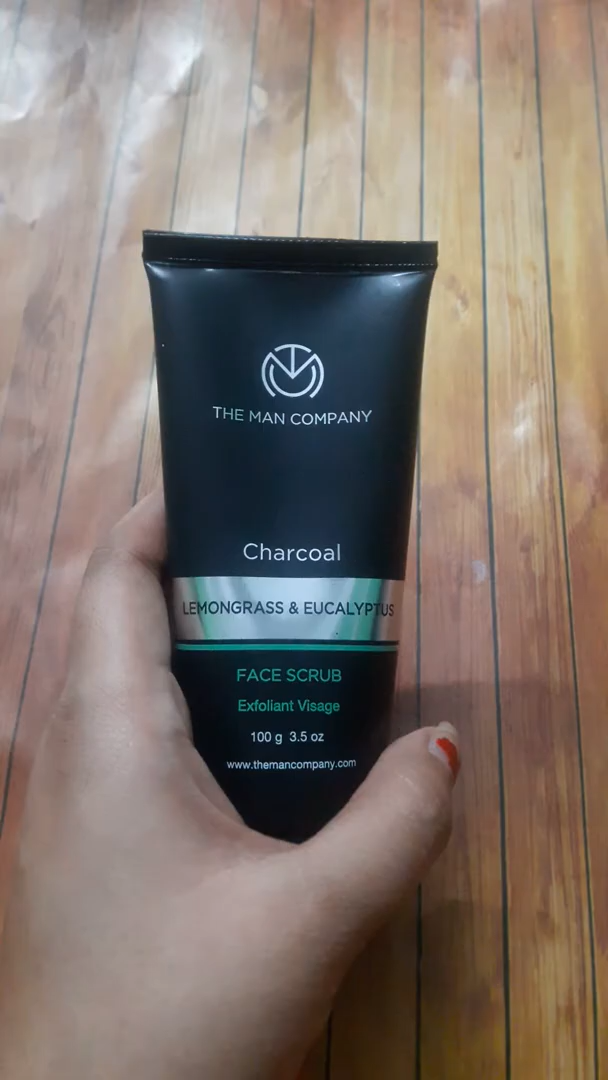 THE MAN COMPANY
Charcoal
LEMONGRASS & EUCALYPTUS
FACE SCRUB
Exfoliant Visage
100 g 3.5 oz
www.themancompany.com